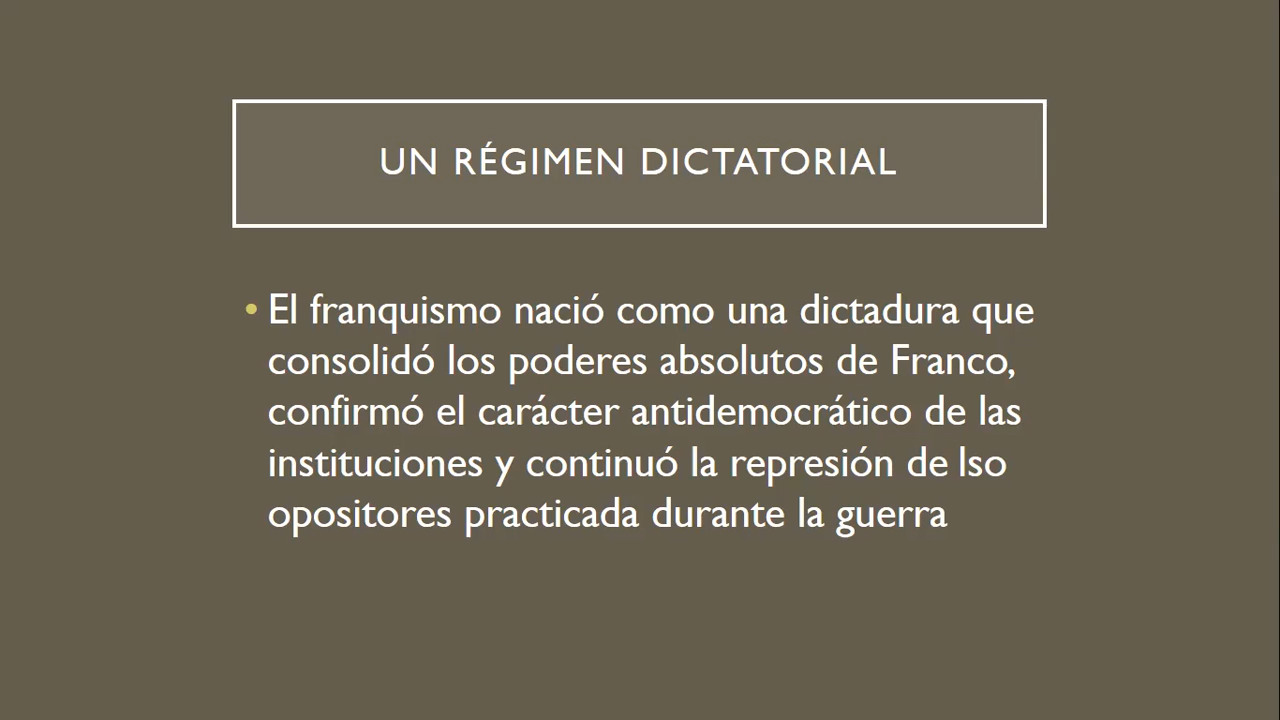 UN RÉGIMEN DICTATORIAL
• El franquismo nació como una dictadura que
consolidó los poderes absolutos de Franco,
confirmó el carácter antidemocrático de las
instituciones y continuó la represión de lso
opositores practicada durante la guerra